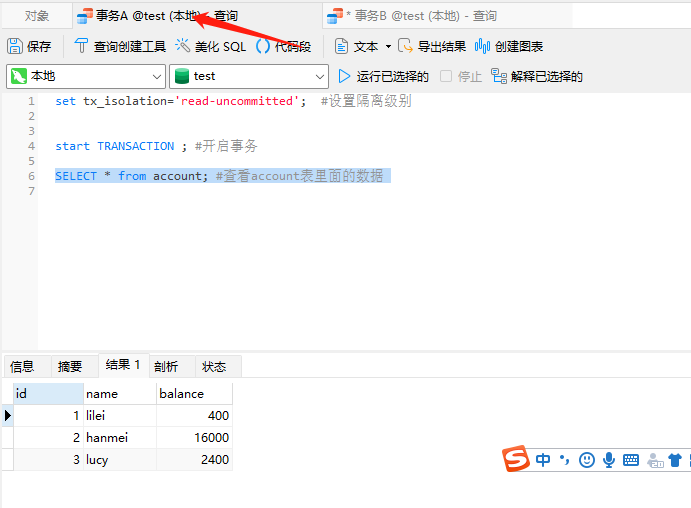 对象 事务A @test (本地) - 查询 * 事务B @test (本地) - 查询
保存 查询创建工具 美化 SQL 代码段 文本 导出结果 创建图表
本地 test 运行已选择的 停止 解释已选择的
1 set tx_isolation='read-uncommitted'; #设置隔离级别
2
3
4 start TRANSACTION ; #开启事务
5
6 SELECT * from account; #查看account表里面的数据
7
信息 摘要 结果 1 剖析 状态
id name balance
1 lilei 400
2 hanmei 16000
3 lucy 2400
S 中